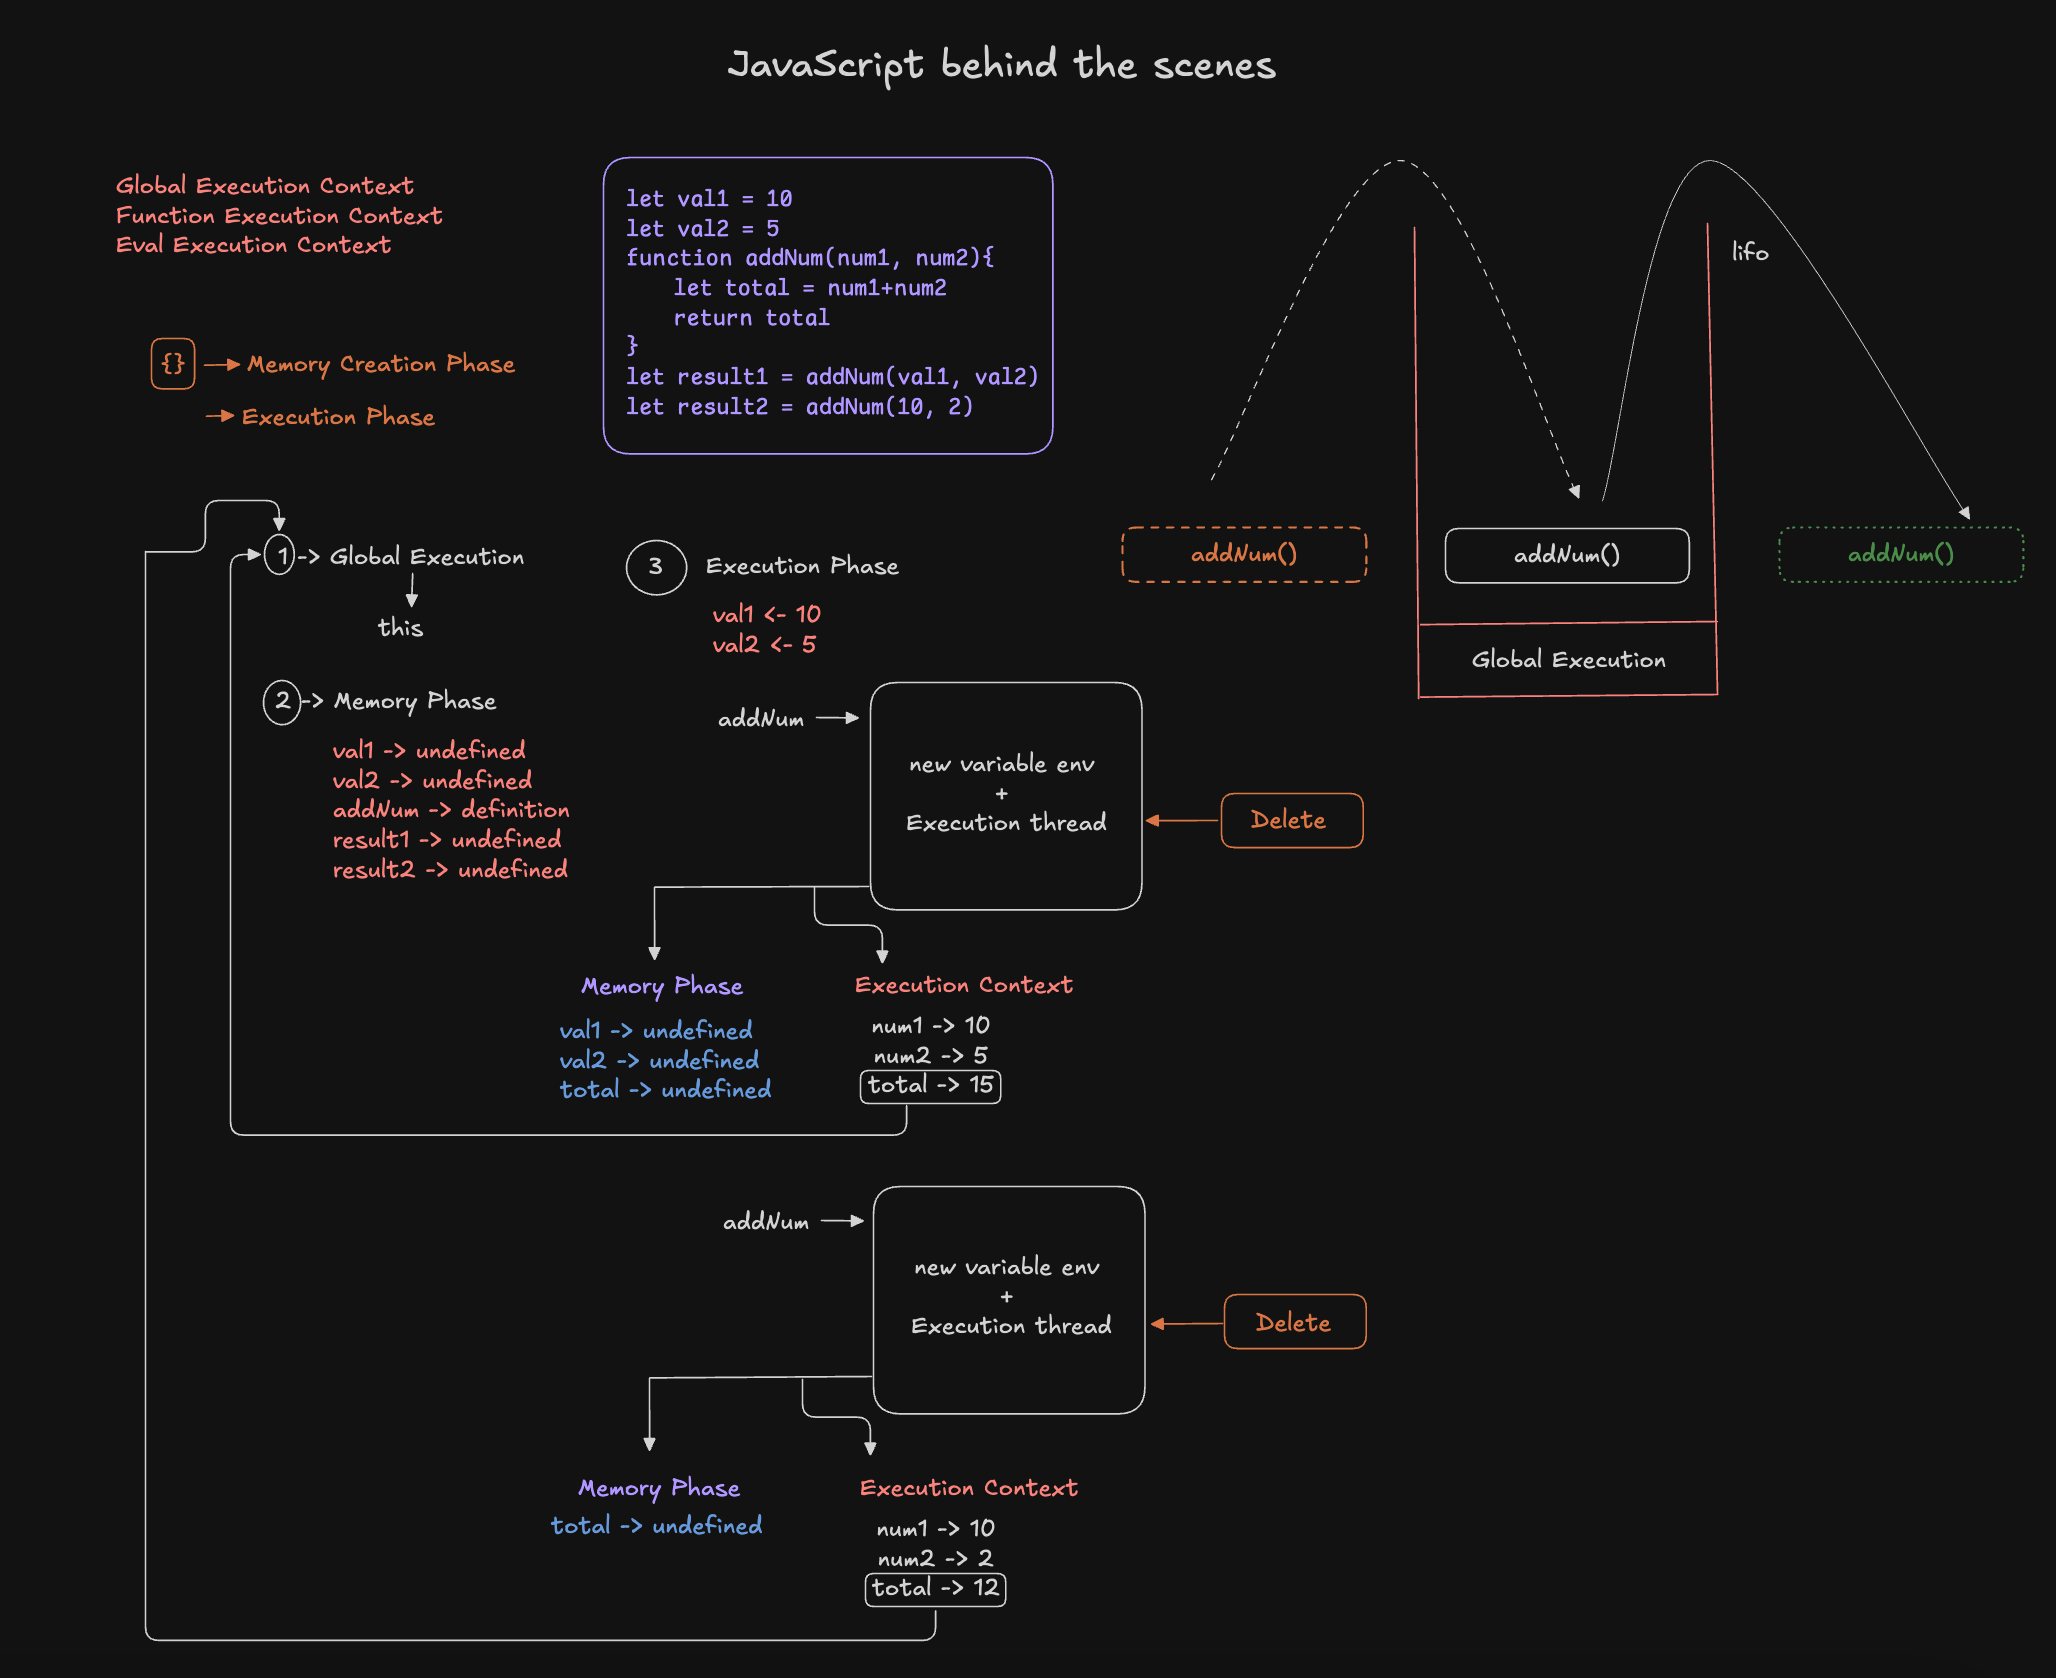 JavaScript behind the scenes
Global Execution Context
Function Execution Context
Eval Execution Context
{} Memory Creation Phase
Execution Phase
let val1 = 10
let val2 = 5
function addNum(num1, num2){
let total = num1+num2
return total
}
let result1 = addNum(val1, val2)
let result2 = addNum(10, 2)
lifo
addNum()
addNum()
addNum()
Global Execution
1 -> Global Execution
this
2 -> Memory Phase
val1 -> undefined
val2 -> undefined
addNum -> definition
result1 -> undefined
result2 -> undefined
3 Execution Phase
val1 <- 10
val2 <- 5
addNum
new variable env
+
Execution thread
Delete
Memory Phase
val1 -> undefined
val2 -> undefined
total -> undefined
Execution Context
num1 -> 10
num2 -> 5
total -> 15
addNum
new variable env
+
Execution thread
Delete
Memory Phase
total -> undefined
Execution Context
num1 -> 10
num2 -> 2
total -> 12